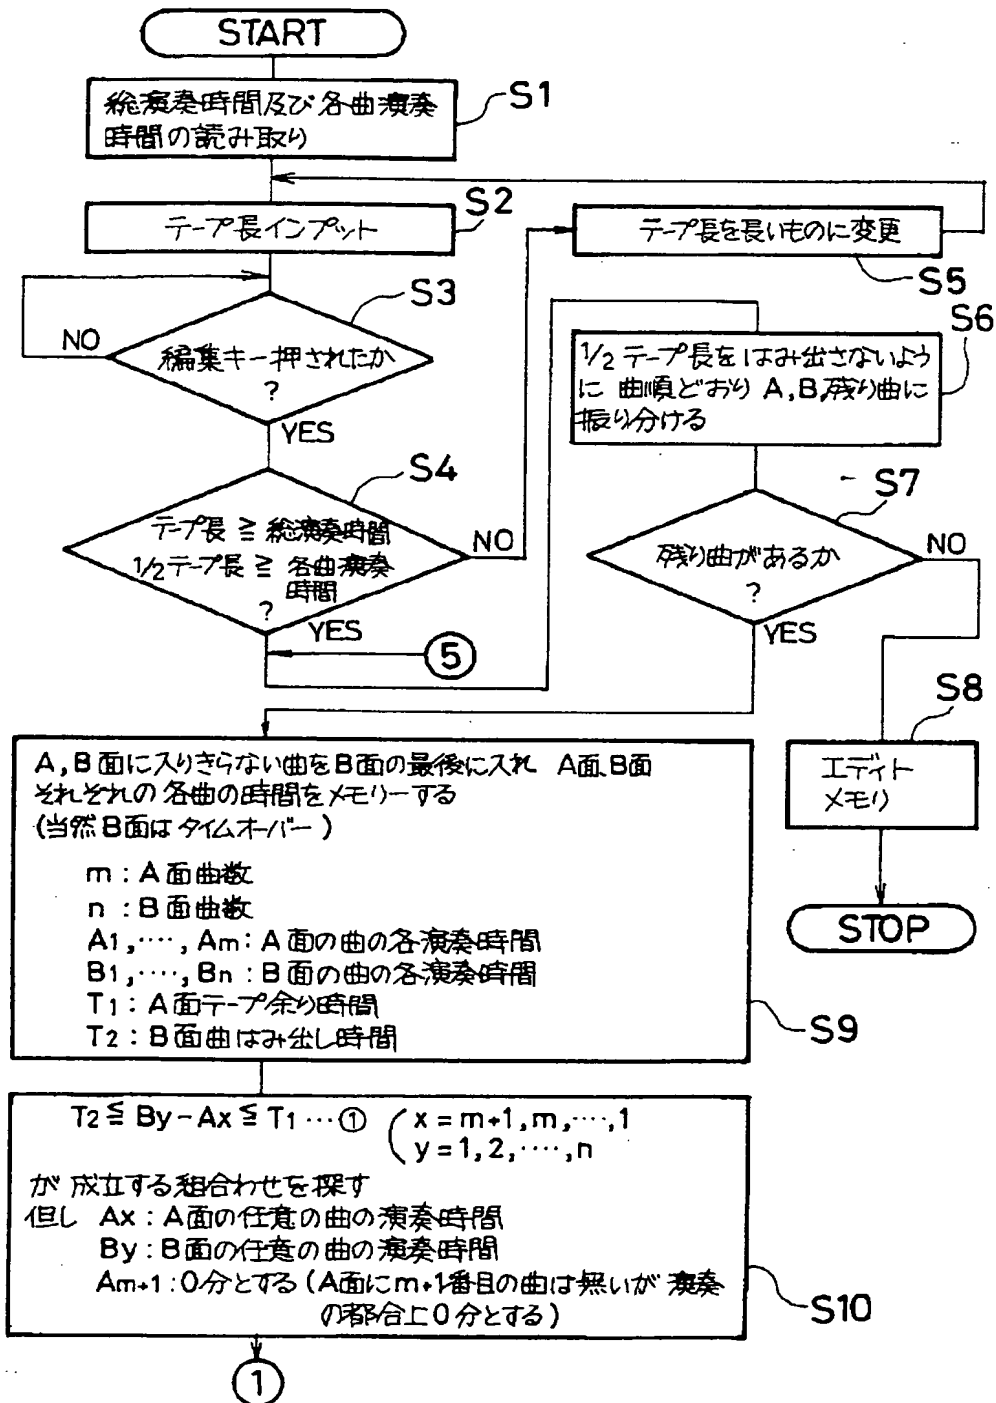 START
総演奏時間及び各曲演奏
時間の読み取り
S1
テープ長インプット
S2
テープ長を長いものに変更
S5
編集キー押されたか
?
S3
NO
YES
テープ長 ≧ 総演奏時間
1/2テープ長 ≧ 各曲演奏
時間
?
S4
NO
YES
⑤
1/2 テープ長をはみ出さないよう
に 曲順どおり A,B,残り曲に
振り分ける
S6
残り曲があるか
?
S7
NO
YES
エディト
メモリ
S8
STOP
A,B面に入りきらない曲をB面の最後に入れ A面、B面
それぞれの各曲の時間をメモリーする
(当然B面はタイムオーバー)
m:A面曲数
n:B面曲数
A1,····,Am:A面の曲の各演奏時間
B1,····,Bn:B面の曲の各演奏時間
T1:A面テープ余り時間
T2:B面曲はみ出し時間
S9
T2≦By-Ax≦T1···① (x=m+1,m,····,1
y=1,2,····,n
が成立する組合わせを探す
但し Ax:A面の任意の曲の演奏時間
By:B面の任意の曲の演奏時間
Am+1:0分とする(A面にm+1番目の曲は無いが演奏
の都合上0分とする)
S10
①